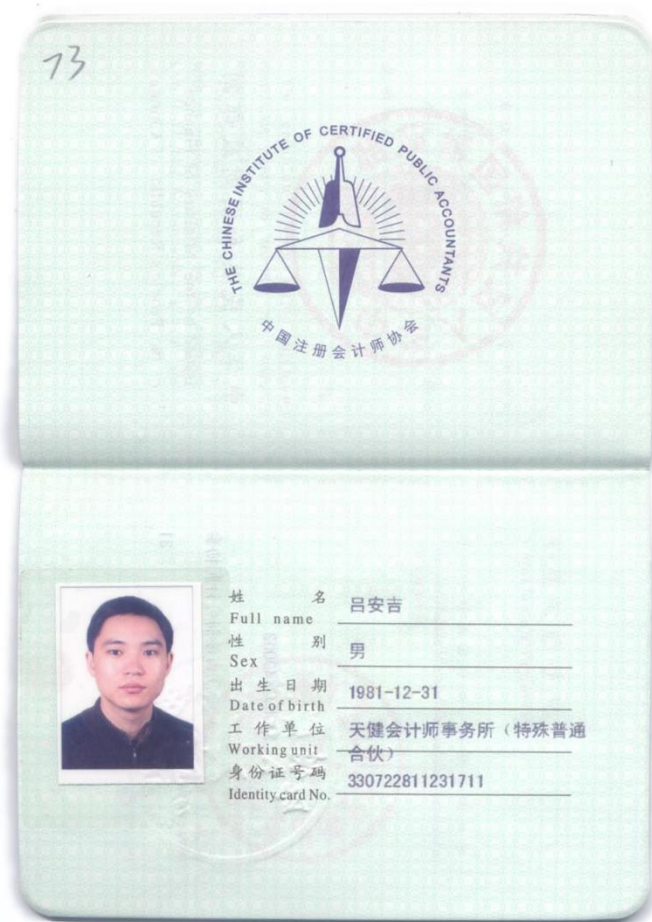 73
THE CHINESE INSTITUTE OF CERTIFIED PUBLIC ACCOUNTANTS
中国注册会计师协会
姓 名 吕安吉
Full name
性 别 男
Sex
出生日期 1981-12-31
Date of birth
工作单位 天健会计师事务所（特殊普通
Working unit 合伙）
身份证号码 330722811231711
Identity card No.